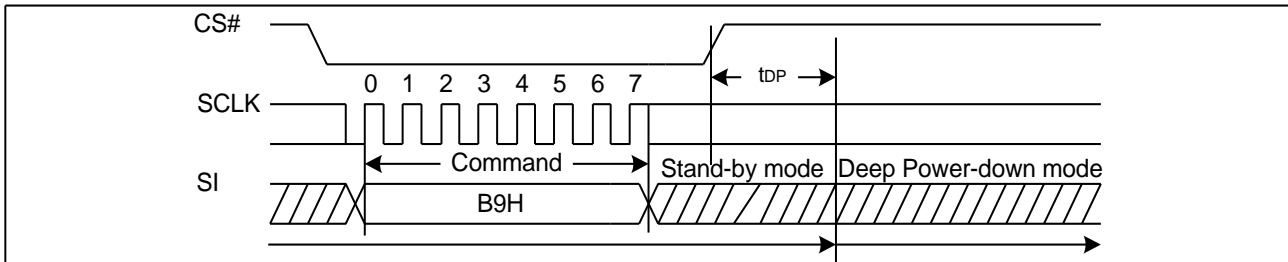 CS#
tDP
0 1 2 3 4 5 6 7
SCLK
Command
Stand-by mode Deep Power-down mode
SI
B9H